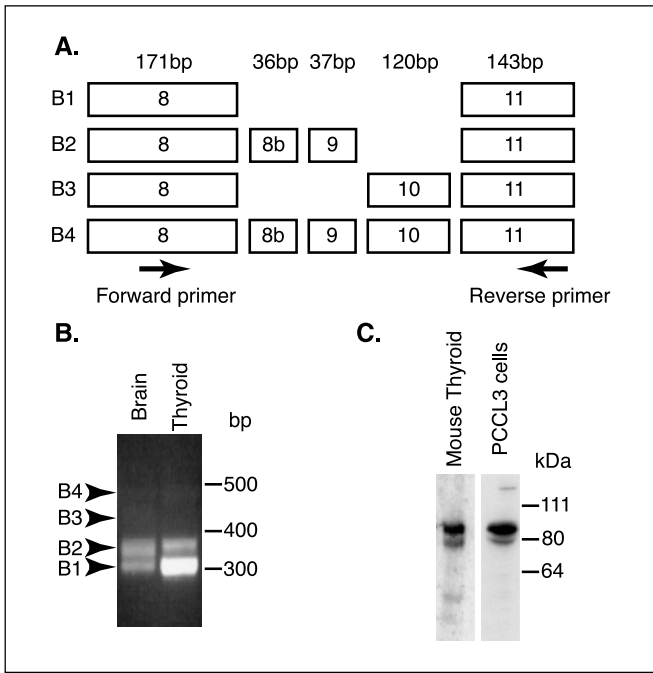 A.
171bp 36bp 37bp 120bp 143bp
B1 8 11
B2 8 8b 9 11
B3 8 10 11
B4 8 8b 9 10 11
Forward primer Reverse primer
B.
Brain Thyroid bp
B4 500
B3 400
B2
B1 300
C.
Mouse Thyroid PCCL3 cells kDa
111
80
64